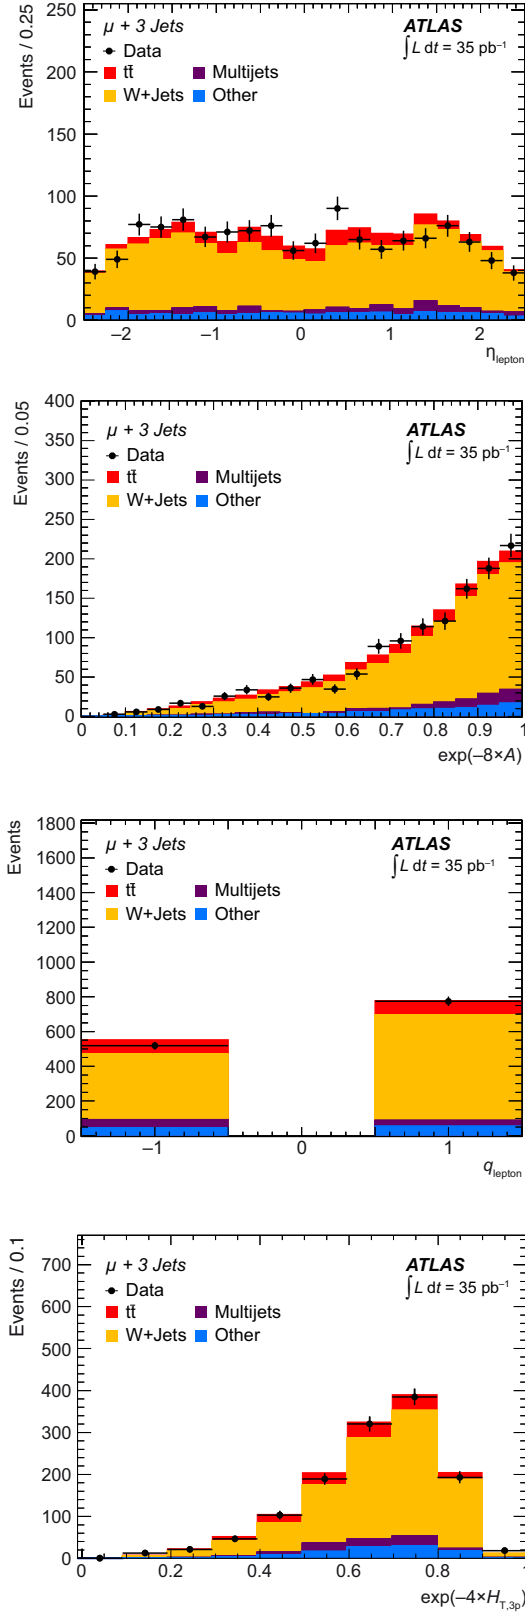 Events / 0.25
μ + 3 Jets
ATLAS
∫L dt = 35 pb⁻¹
Data
tt̄ Multijets
W+Jets Other
250
200
150
100
50
0
−2 −1 0 1 2
η_lepton
Events / 0.05
μ + 3 Jets
ATLAS
∫L dt = 35 pb⁻¹
Data
tt̄ Multijets
W+Jets Other
400
350
300
250
200
150
100
50
0
0 0.1 0.2 0.3 0.4 0.5 0.6 0.7 0.8 0.9 1
exp(−8×A)
Events
μ + 3 Jets
ATLAS
∫L dt = 35 pb⁻¹
Data
tt̄ Multijets
W+Jets Other
1800
1600
1400
1200
1000
800
600
400
200
0
−1 0 1
q_lepton
Events / 0.1
μ + 3 Jets
ATLAS
∫L dt = 35 pb⁻¹
Data
tt̄ Multijets
W+Jets Other
700
600
500
400
300
200
100
0
0 0.2 0.4 0.6 0.8 1
exp(−4×H_T,3p)